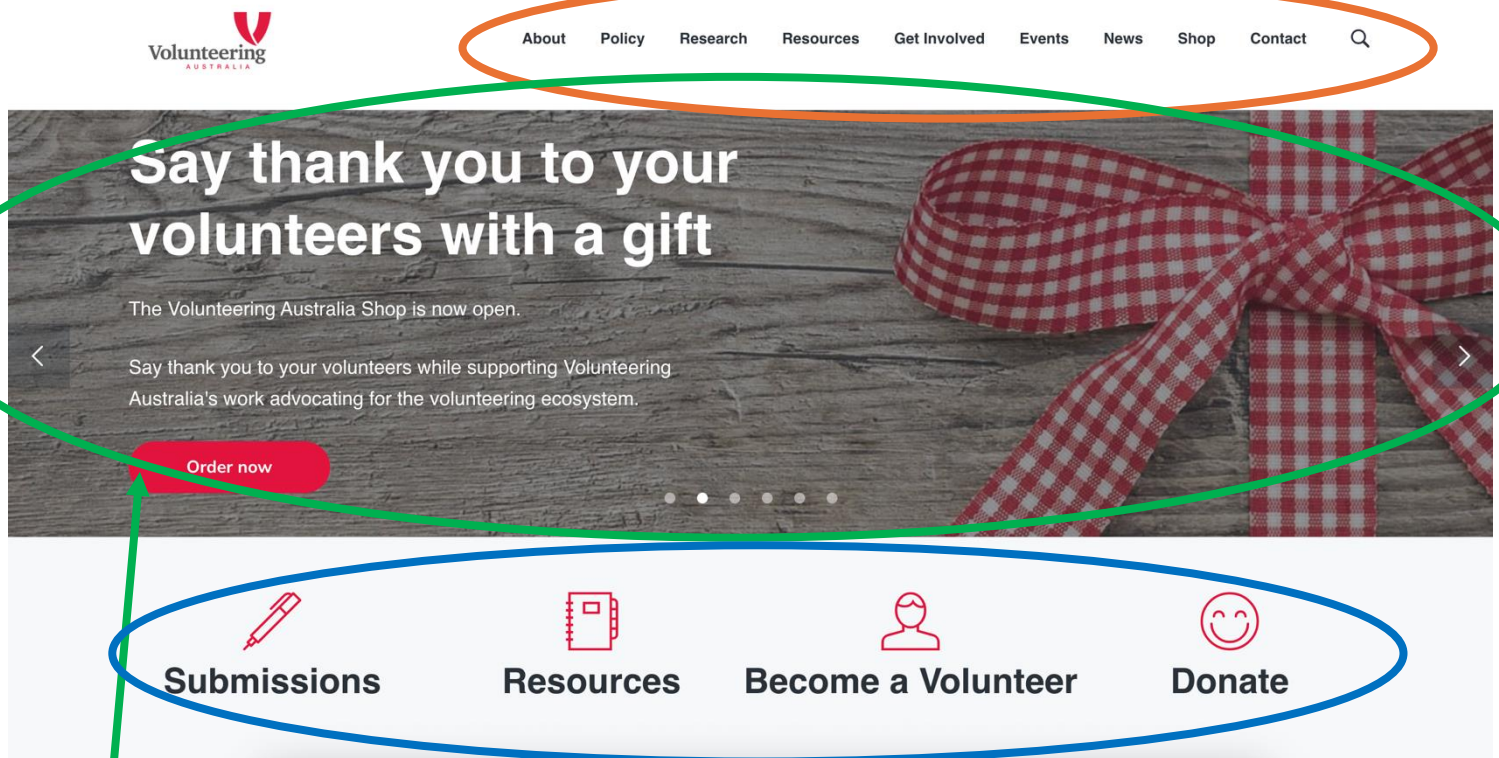 Volunteering
AUSTRALIA
About Policy Research Resources Get Involved Events News Shop Contact
Say thank you to your
volunteers with a gift
The Volunteering Australia Shop is now open.
Say thank you to your volunteers while supporting Volunteering
Australia's work advocating for the volunteering ecosystem.
Order now
Submissions Resources Become a Volunteer Donate